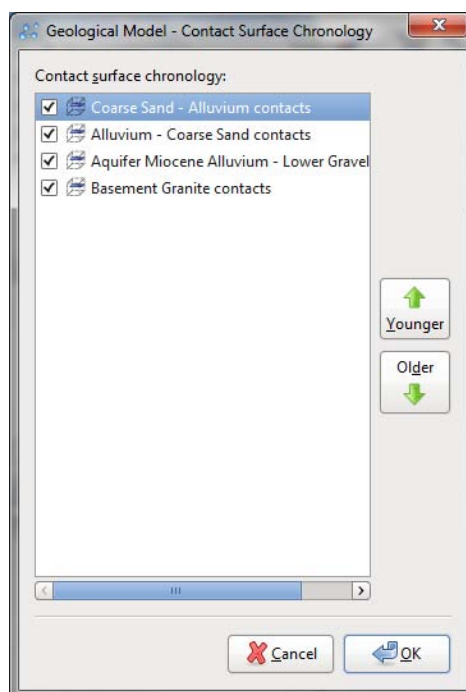 Geological Model - Contact Surface Chronology
Contact surface chronology:
Coarse Sand - Alluvium contacts
Alluvium - Coarse Sand contacts
Aquifer Miocene Alluvium - Lower Gravel
Basement Granite contacts
Younger
Older
Cancel
OK